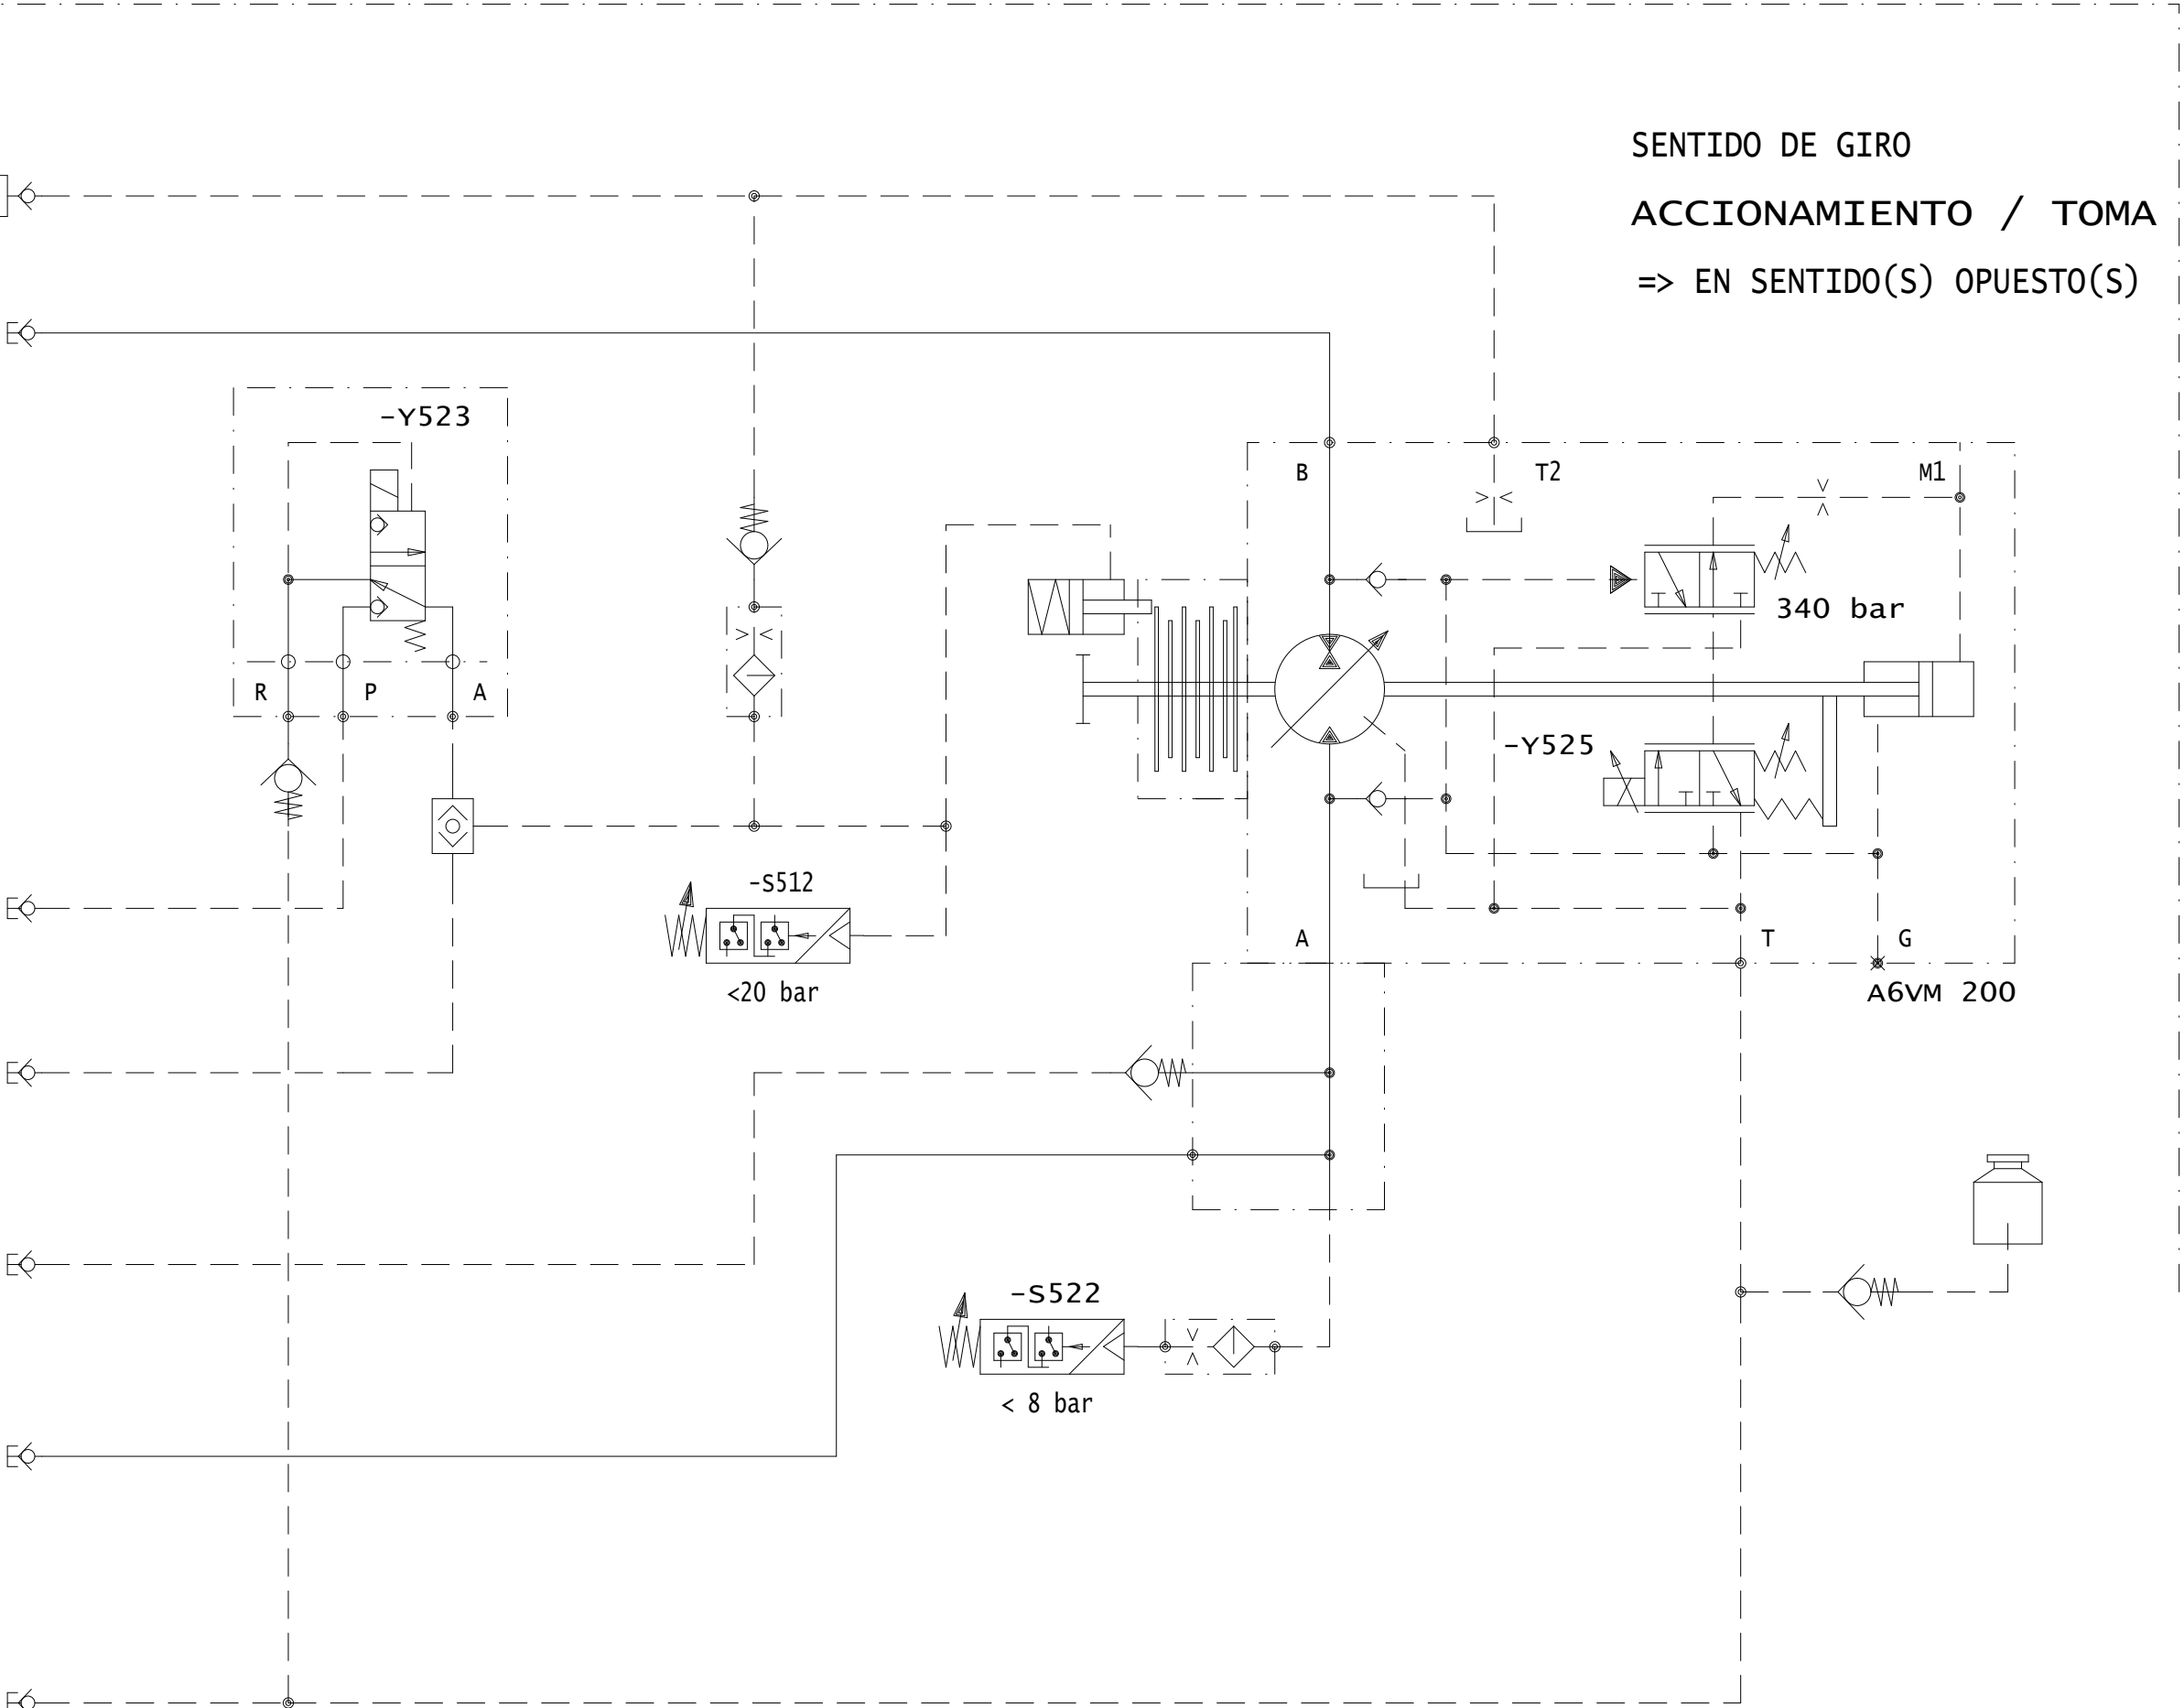 SENTIDO DE GIRO
ACCIONAMIENTO / TOMA
=> EN SENTIDO(S) OPUESTO(S)
-Y523
B
T2
M1
340 bar
R
P
A
-Y525
-S512
A
T
G
<20 bar
A6VM 200
-S522
< 8 bar